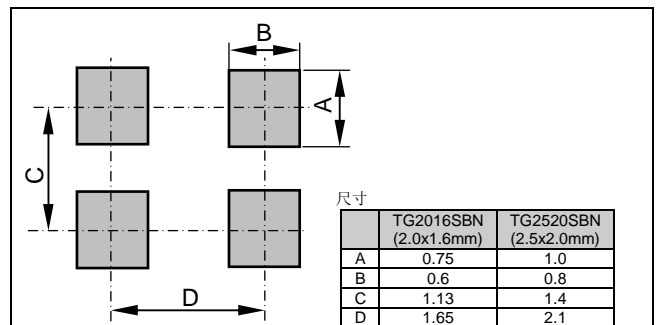 B
A
C
D
尺寸
TG2016SBN TG2520SBN
(2.0x1.6mm) (2.5x2.0mm)
A 0.75 1.0
B 0.6 0.8
C 1.13 1.4
D 1.65 2.1